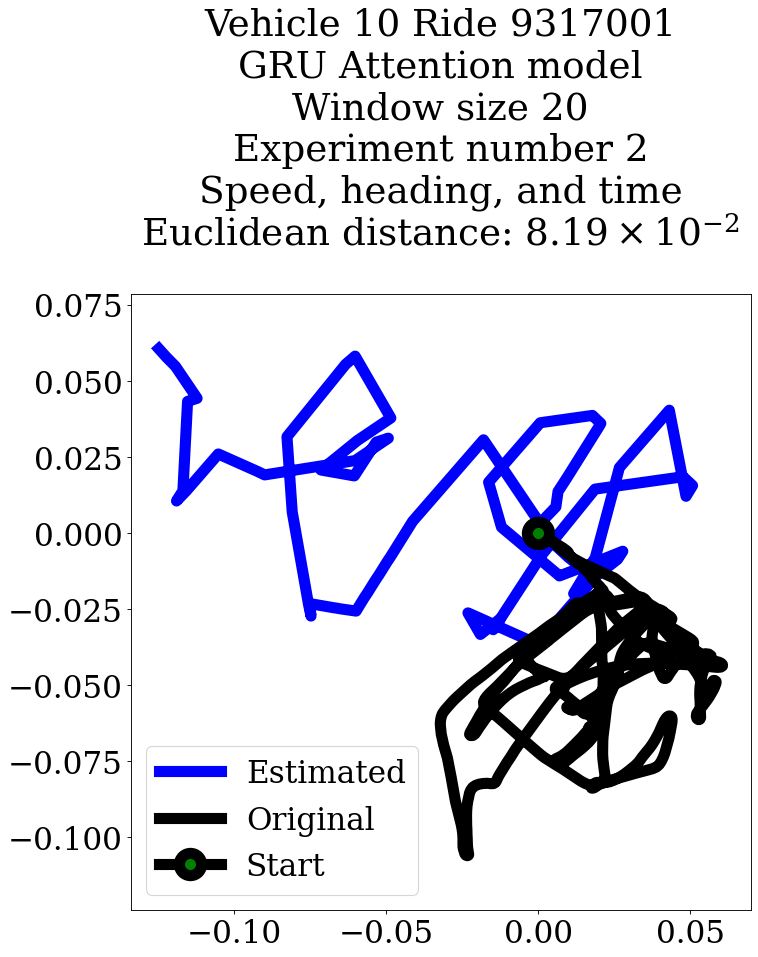 Vehicle 10 Ride 9317001
GRU Attention model
Window size 20
Experiment number 2
Speed, heading, and time
Euclidean distance: 8.19 × 10⁻²
0.075
0.050
0.025
0.000
−0.025
−0.050
−0.075
−0.100
Estimated
Original
Start
−0.10
−0.05
0.00
0.05